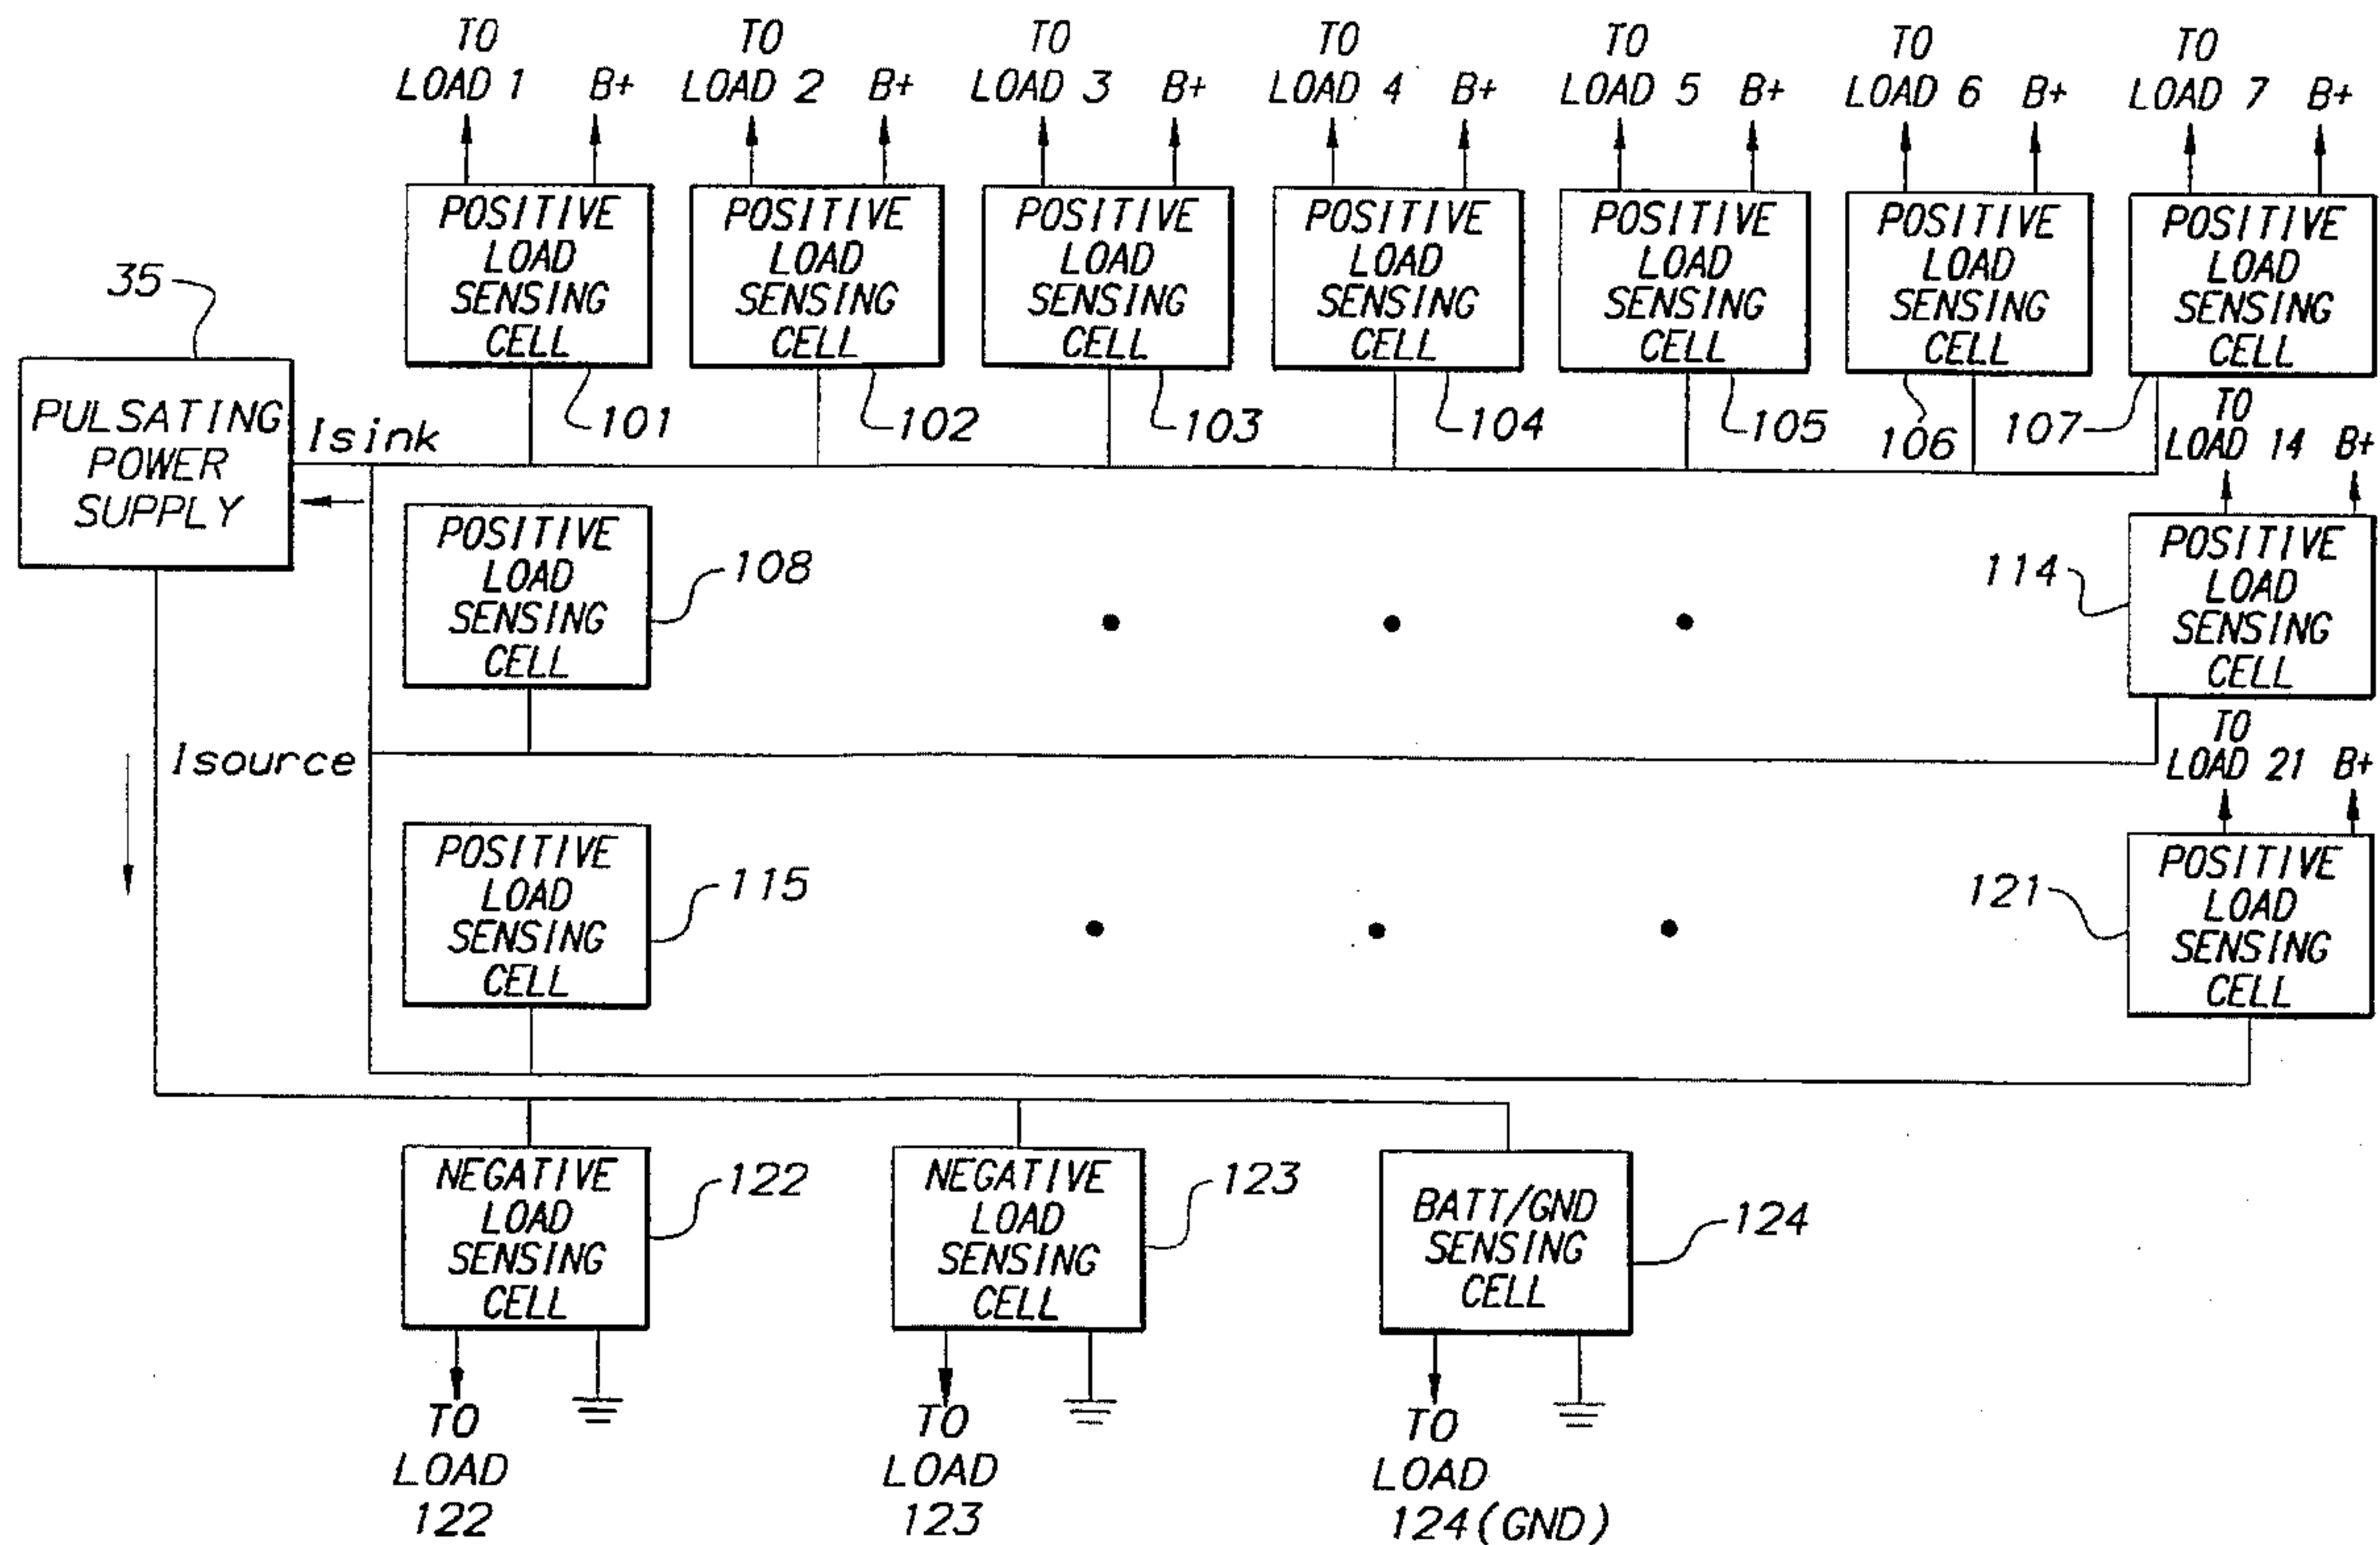 TO LOAD 1 B+
TO LOAD 2 B+
TO LOAD 3 B+
TO LOAD 4 B+
TO LOAD 5 B+
TO LOAD 6 B+
TO LOAD 7 B+
POSITIVE
LOAD
SENSING
CELL
101
POSITIVE
LOAD
SENSING
CELL
102
POSITIVE
LOAD
SENSING
CELL
103
POSITIVE
LOAD
SENSING
CELL
104
POSITIVE
LOAD
SENSING
CELL
105
POSITIVE
LOAD
SENSING
CELL
106
POSITIVE
LOAD
SENSING
CELL
107
35
PULSATING
POWER
SUPPLY
Isink
POSITIVE
LOAD
SENSING
CELL
108
TO
LOAD 14 B+
POSITIVE
LOAD
SENSING
CELL
114
Isource
POSITIVE
LOAD
SENSING
CELL
115
TO
LOAD 21 B+
POSITIVE
LOAD
SENSING
CELL
121
NEGATIVE
LOAD
SENSING
CELL
122
TO
LOAD
122
NEGATIVE
LOAD
SENSING
CELL
123
TO
LOAD
123
BATT/GND
SENSING
CELL
124
TO
LOAD
124(GND)